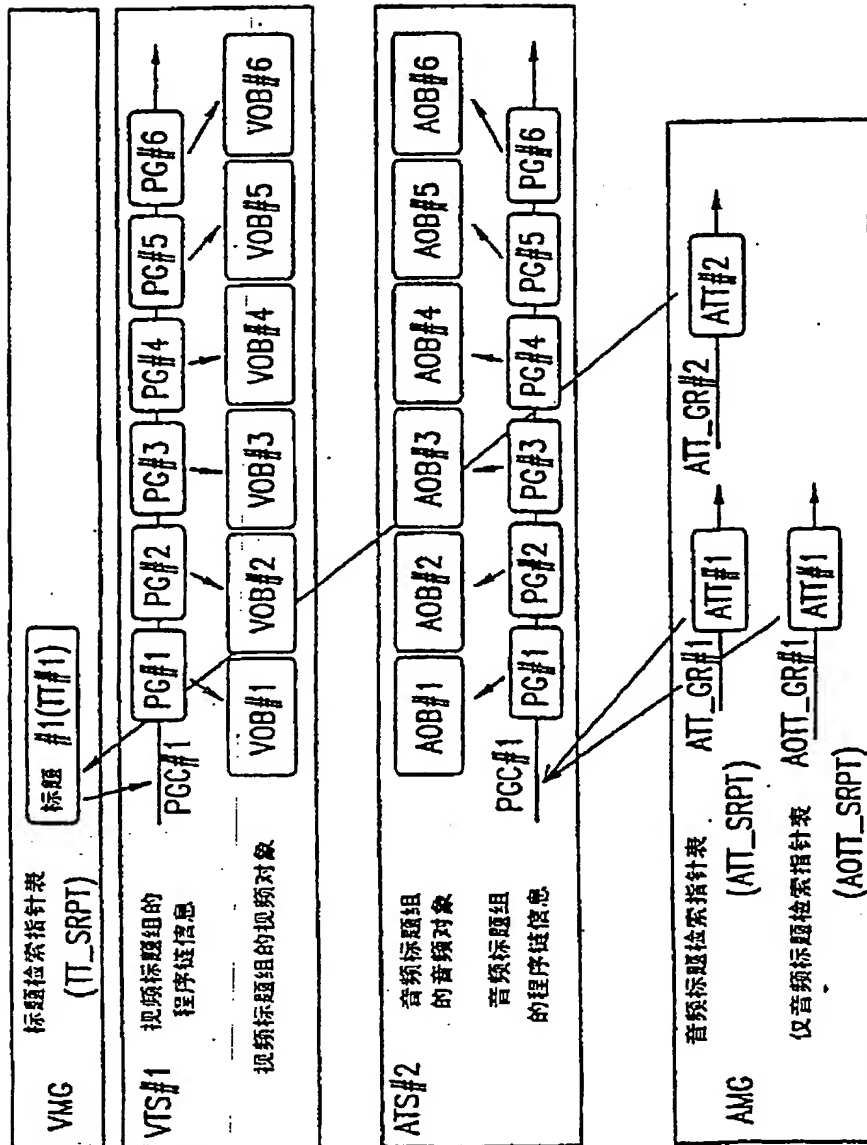 VMG
标题检索指针表
(TT_SRPT)
标题 #1(TT#1)
VTS#1
视频标题组的
程序链信息
PGC#1
PG#1
PG#2
PG#3
PG#4
PG#5
PG#6
视频标题组的视频对象
VOB#1
VOB#2
VOB#3
VOB#4
VOB#5
VOB#6
ATS#2
音频标题组
的音频对象
AOB#1
AOB#2
AOB#3
AOB#4
AOB#5
AOB#6
音频标题组
的程序链信息
PGC#1
PG#1
PG#2
PG#3
PG#4
PG#5
PG#6
AMG
音频标题检索指针表
(ATT_SRPT)
ATT_GR#1
ATT#1
ATT_GR#2
ATT#2
仅音频标题检索指针表
(AOTT_SRPT)
AOTT_GR#1
ATT#1